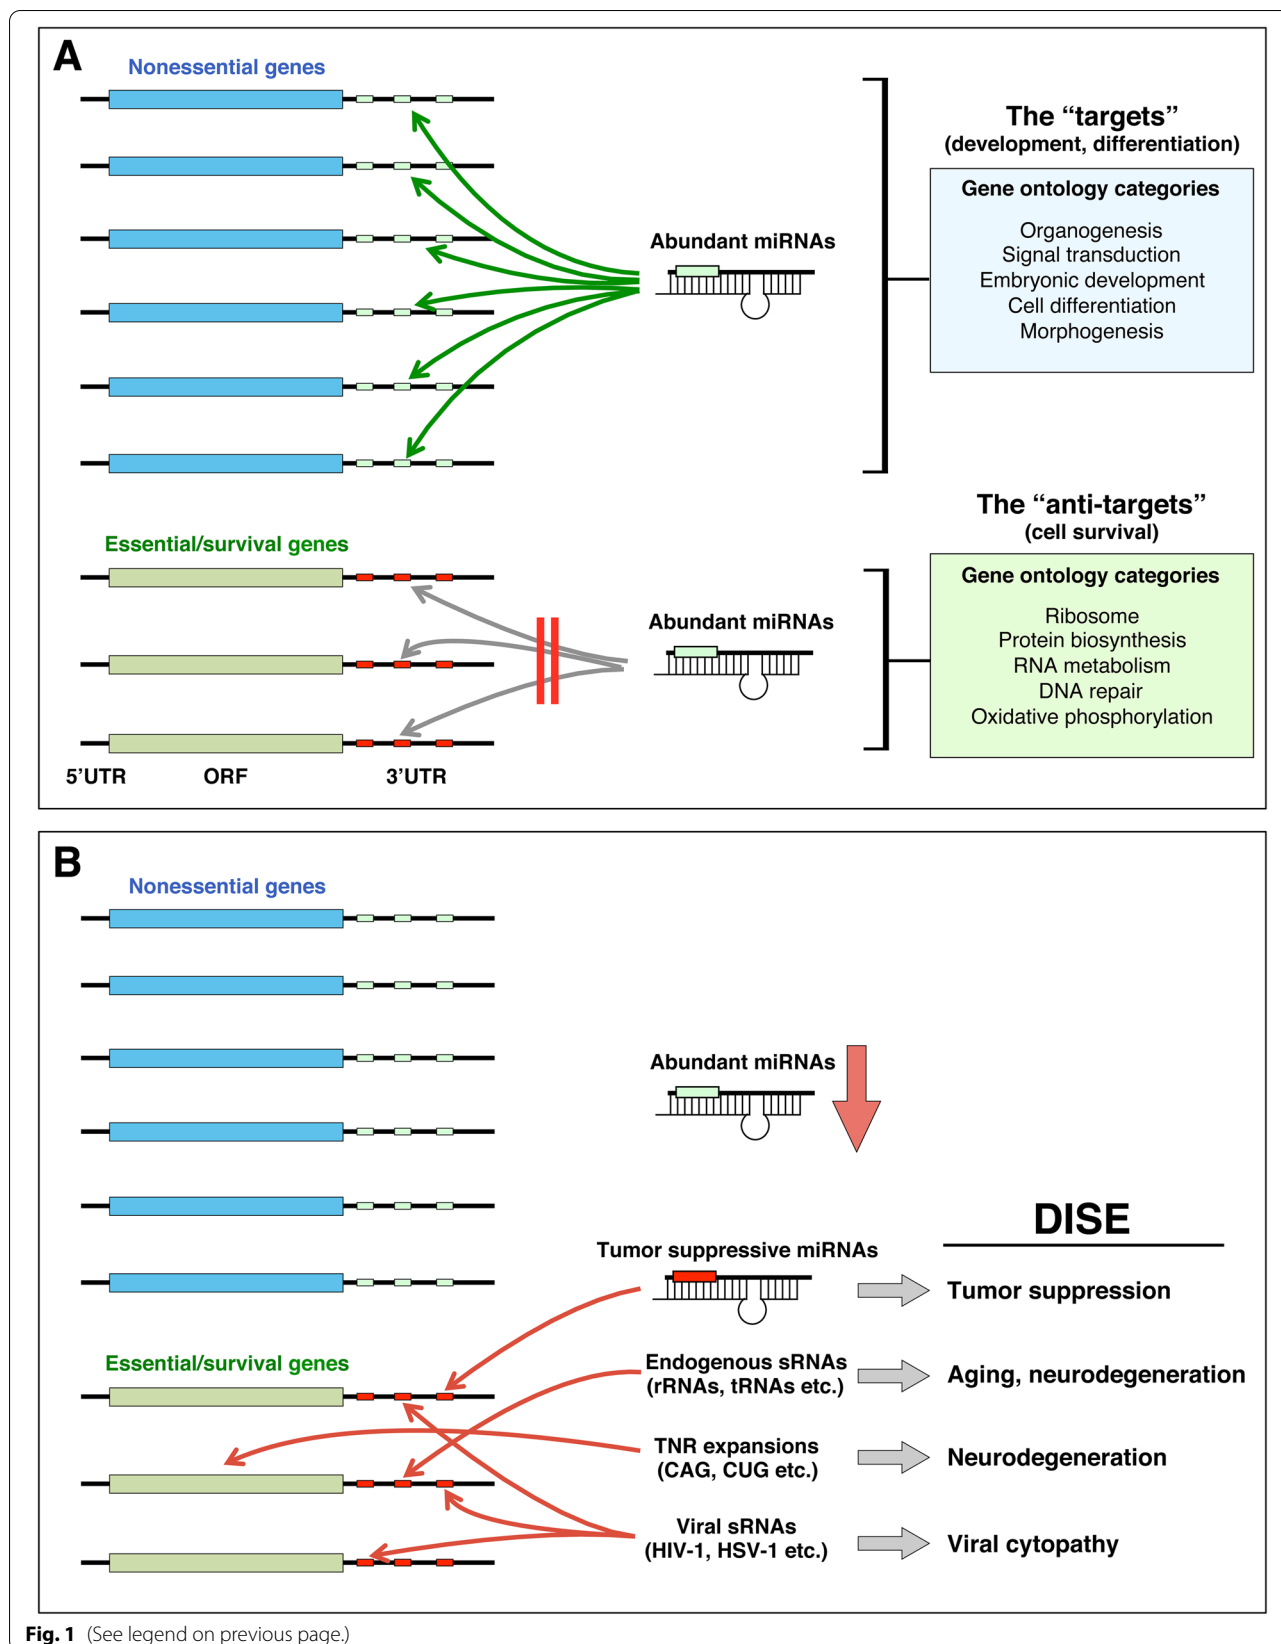 A
Nonessential genes
The “targets”
(development, differentiation)
Gene ontology categories
Organogenesis
Signal transduction
Embryonic development
Cell differentiation
Morphogenesis
Abundant miRNAs
The “anti-targets”
(cell survival)
Essential/survival genes
Gene ontology categories
Ribosome
Protein biosynthesis
RNA metabolism
DNA repair
Oxidative phosphorylation
Abundant miRNAs
5’UTR ORF 3’UTR
B
Nonessential genes
Abundant miRNAs
DISE
Tumor suppressive miRNAs
Tumor suppression
Essential/survival genes
Endogenous sRNAs
(rRNAs, tRNAs etc.)
Aging, neurodegeneration
TNR expansions
(CAG, CUG etc.)
Neurodegeneration
Viral sRNAs
(HIV-1, HSV-1 etc.)
Viral cytopathy
Fig. 1 (See legend on previous page.)